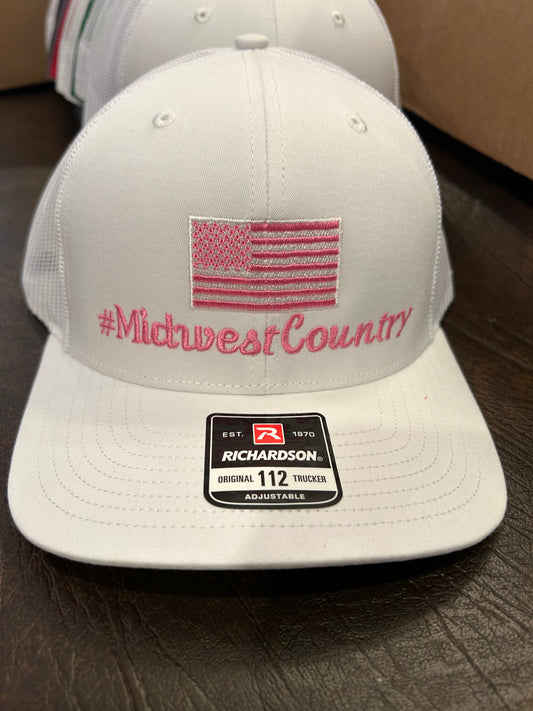 #MidwestCountry
EST. R 1970
RICHARDSON®
ORIGINAL 112 TRUCKER
ADJUSTABLE